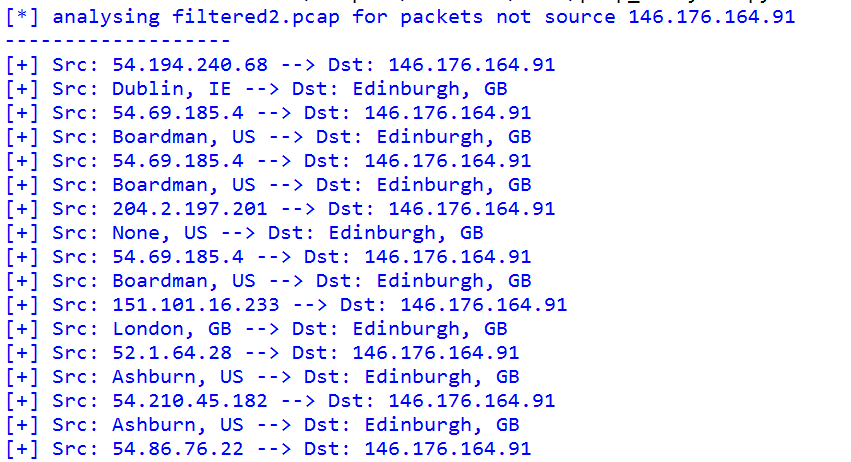 [*] analysing filtered2.pcap for packets not source 146.176.164.91
-------------------
[+] Src: 54.194.240.68 --> Dst: 146.176.164.91
[+] Src: Dublin, IE --> Dst: Edinburgh, GB
[+] Src: 54.69.185.4 --> Dst: 146.176.164.91
[+] Src: Boardman, US --> Dst: Edinburgh, GB
[+] Src: 54.69.185.4 --> Dst: 146.176.164.91
[+] Src: Boardman, US --> Dst: Edinburgh, GB
[+] Src: 204.2.197.201 --> Dst: 146.176.164.91
[+] Src: None, US --> Dst: Edinburgh, GB
[+] Src: 54.69.185.4 --> Dst: 146.176.164.91
[+] Src: Boardman, US --> Dst: Edinburgh, GB
[+] Src: 151.101.16.233 --> Dst: 146.176.164.91
[+] Src: London, GB --> Dst: Edinburgh, GB
[+] Src: 52.1.64.28 --> Dst: 146.176.164.91
[+] Src: Ashburn, US --> Dst: Edinburgh, GB
[+] Src: 54.210.45.182 --> Dst: 146.176.164.91
[+] Src: Ashburn, US --> Dst: Edinburgh, GB
[+] Src: 54.86.76.22 --> Dst: 146.176.164.91